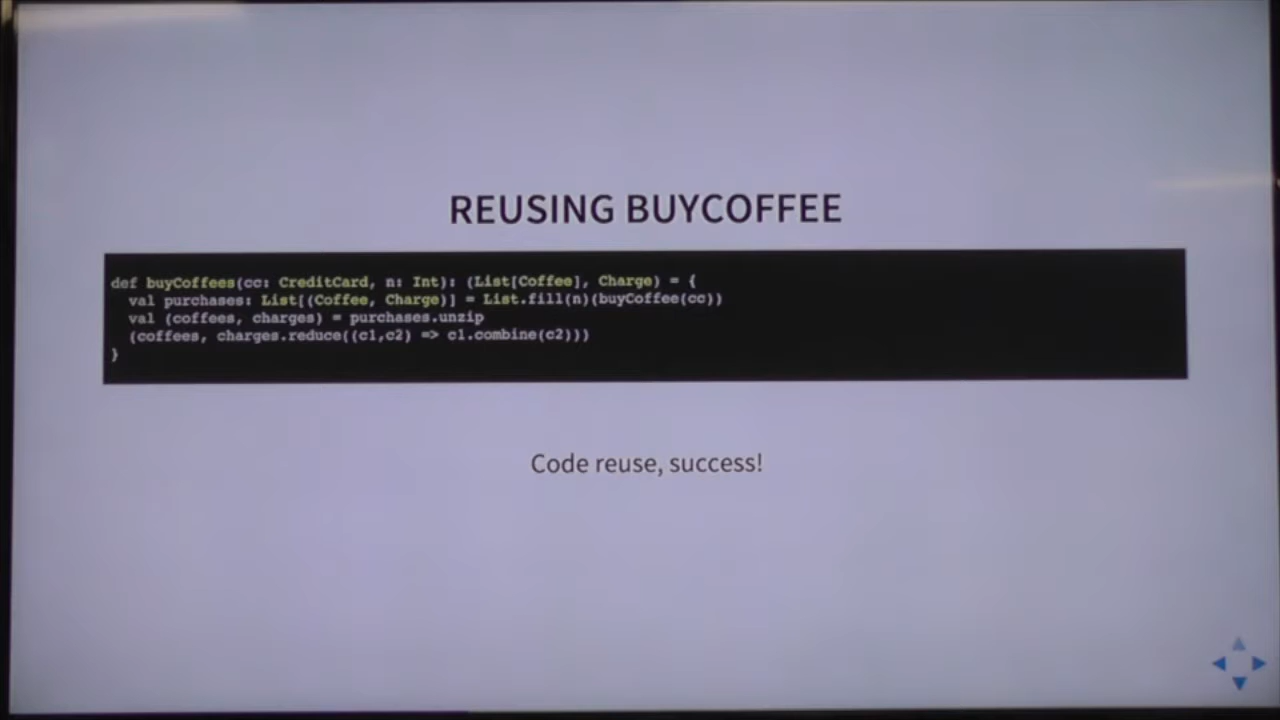 REUSING BUYCOFFEE
def buyCoffees(cc: CreditCard, n: Int): (List[Coffee], Charge) = {
  val purchases: List[(Coffee, Charge)] = List.fill(n)(buyCoffee(cc))
  val (coffees, charges) = purchases.unzip
  (coffees, charges.reduce((c1,c2) => c1.combine(c2)))
}
Code reuse, success!